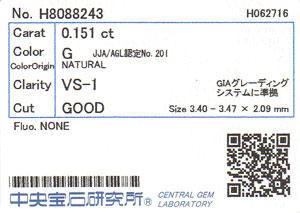 No. H8088243 H062716
Carat 0.151 ct
Color G JJA/AGL認定No.201
ColorOrigin NATURAL
Clarity VS-1 GIAグレーディングシステムに準拠
Cut GOOD Size 3.40 - 3.47 × 2.09 mm
Fluo. NONE
中央宝石研究所® CENTRAL GEM LABORATORY